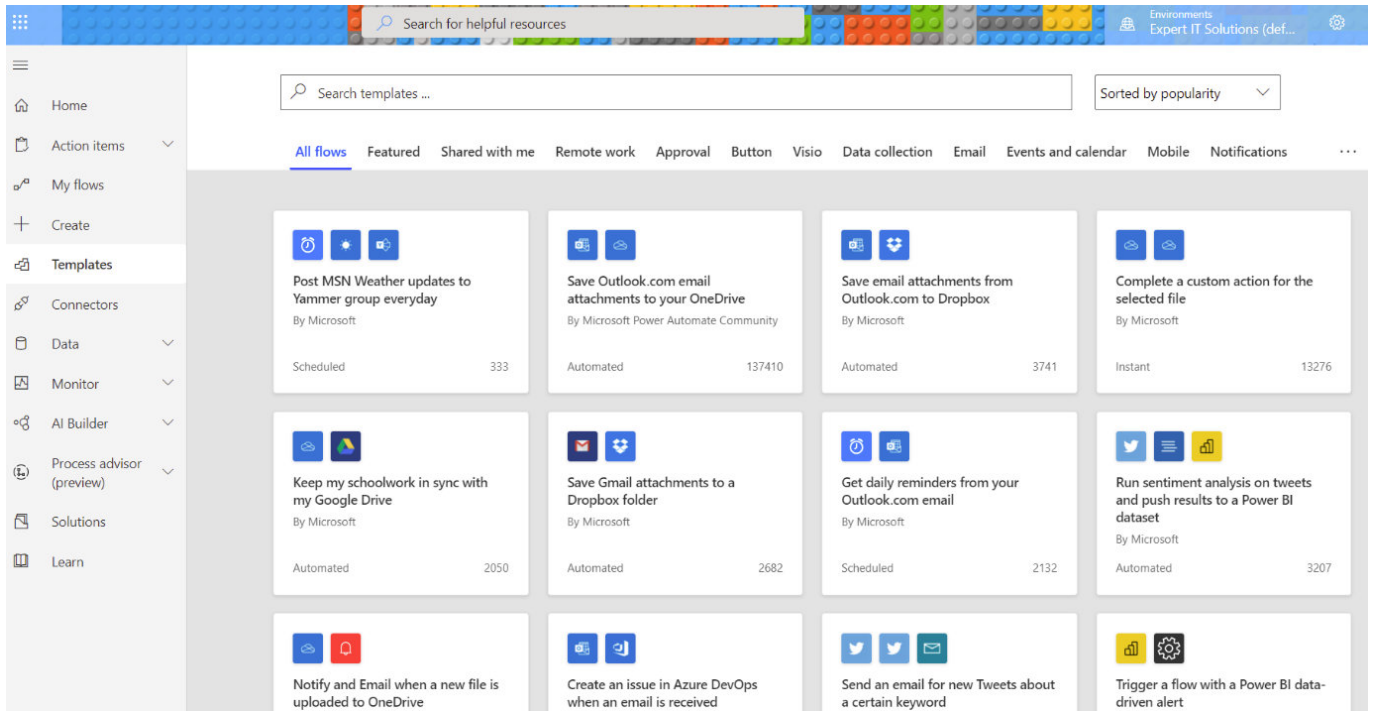 Search for helpful resources
Environments
Expert IT Solutions (def...
Home
Action items
My flows
Create
Templates
Connectors
Data
Monitor
AI Builder
Process advisor
(preview)
Solutions
Learn
Search templates ...
Sorted by popularity
All flows Featured Shared with me Remote work Approval Button Visio Data collection Email Events and calendar Mobile Notifications ...
Post MSN Weather updates to
Yammer group everyday
By Microsoft
Scheduled 333
Save Outlook.com email
attachments to your OneDrive
By Microsoft Power Automate Community
Automated 137410
Save email attachments from
Outlook.com to Dropbox
By Microsoft
Automated 3741
Complete a custom action for the
selected file
By Microsoft
Instant 13276
Keep my schoolwork in sync with
my Google Drive
By Microsoft
Automated 2050
Save Gmail attachments to a
Dropbox folder
By Microsoft
Automated 2682
Get daily reminders from your
Outlook.com email
By Microsoft
Scheduled 2132
Run sentiment analysis on tweets
and push results to a Power BI
dataset
By Microsoft
Automated 3207
Notify and Email when a new file is
uploaded to OneDrive
Create an issue in Azure DevOps
when an email is received
Send an email for new Tweets about
a certain keyword
Trigger a flow with a Power BI data-
driven alert